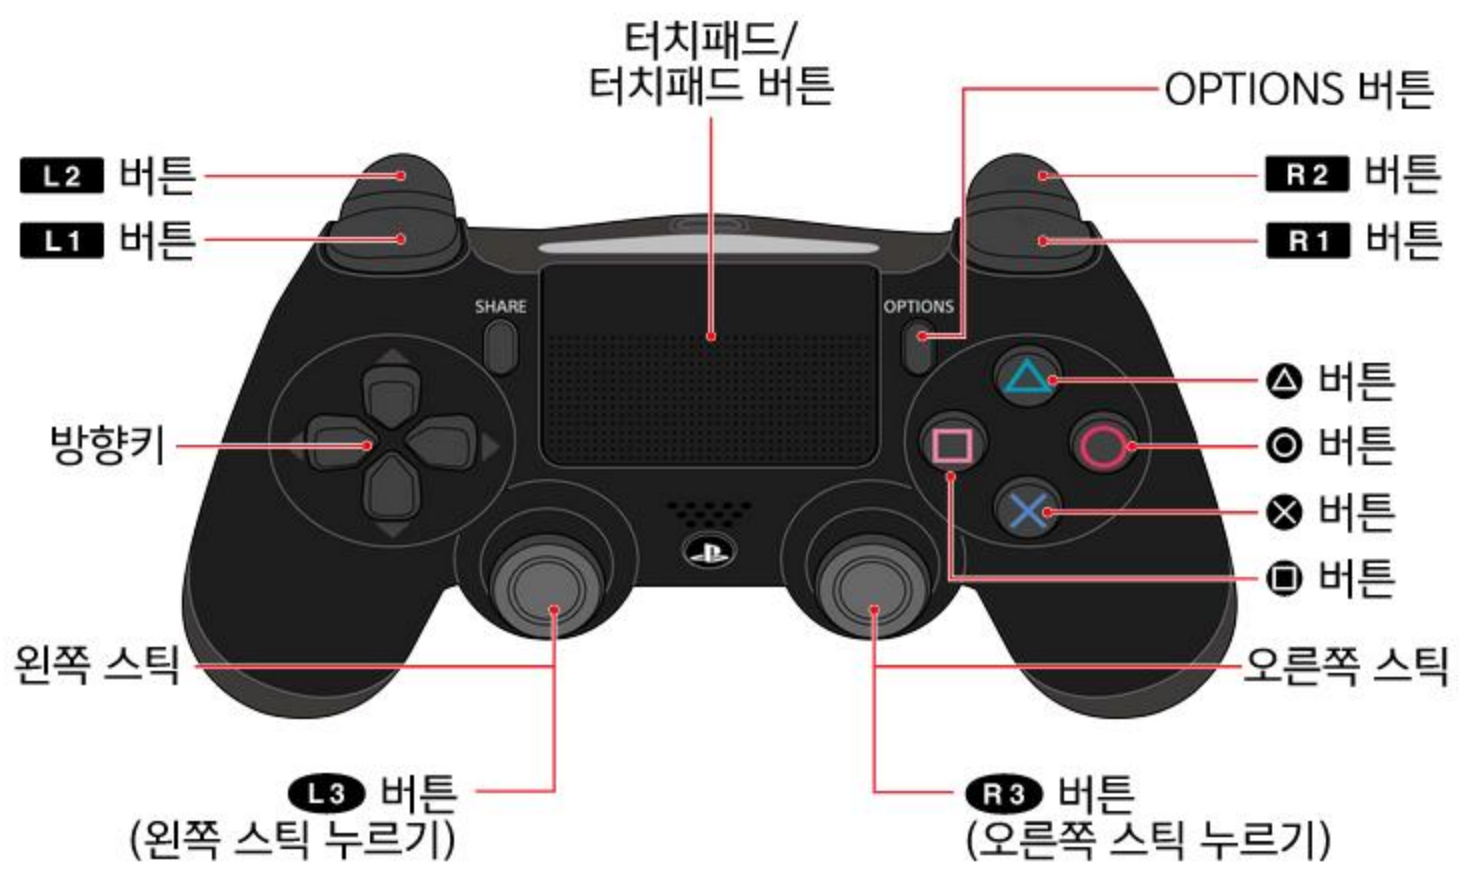 터치패드/
터치패드 버튼
OPTIONS 버튼
L2 버튼
R2 버튼
L1 버튼
R1 버튼
SHARE
OPTIONS
△ 버튼
방향키
○ 버튼
✕ 버튼
□ 버튼
왼쪽 스틱
오른쪽 스틱
L3 버튼
(왼쪽 스틱 누르기)
R3 버튼
(오른쪽 스틱 누르기)